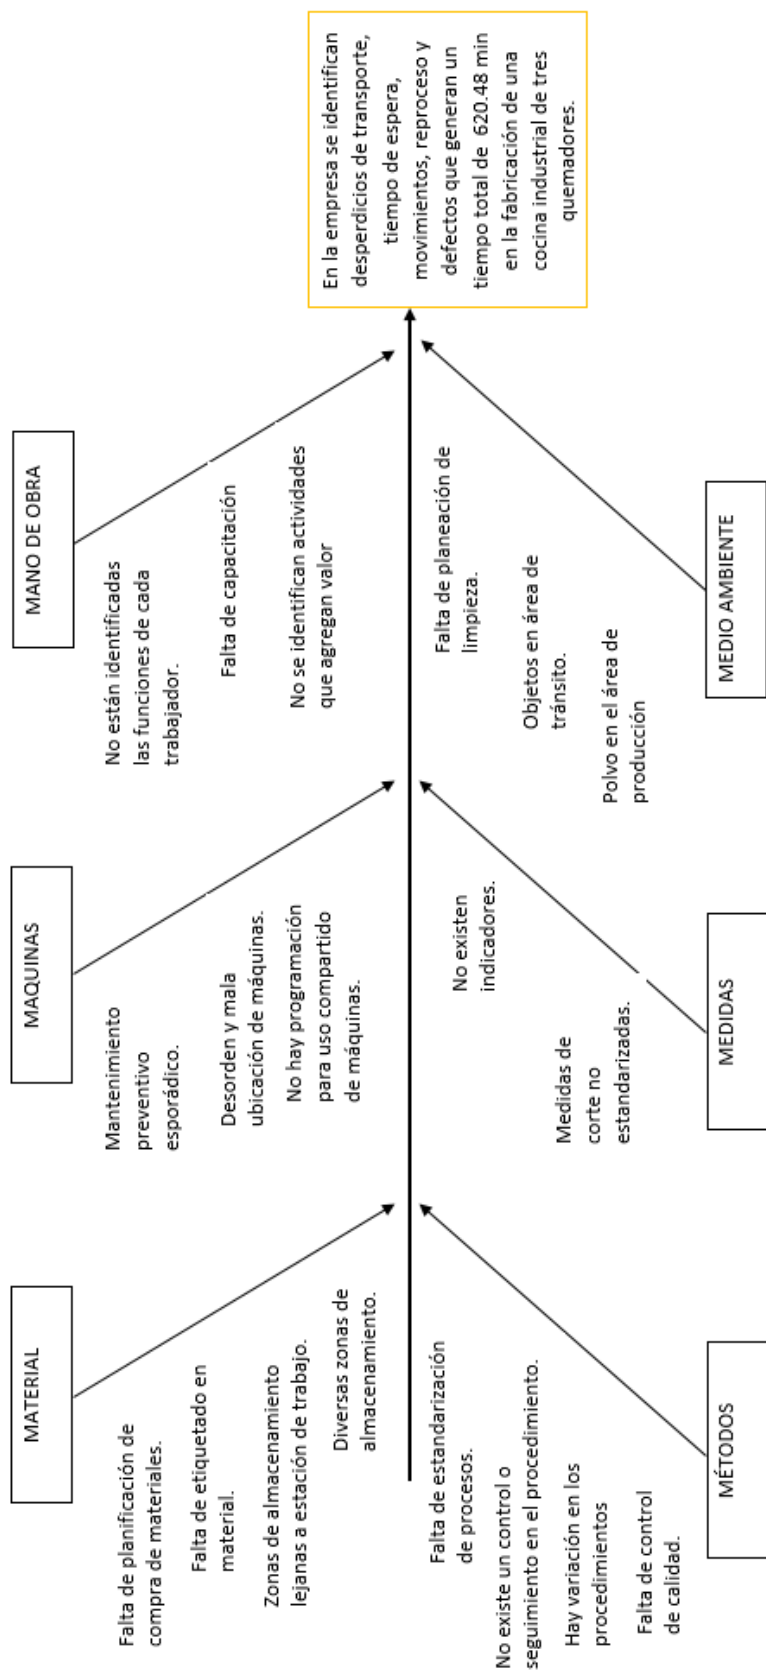 MATERIAL
Falta de planificación de
compra de materiales.
Falta de etiquetado en
material.
Zonas de almacenamiento
lejanas a estación de trabajo.
Diversas zonas de
almacenamiento.
MAQUINAS
Mantenimiento
preventivo
esporádico.
Desorden y mala
ubicación de máquinas.
No hay programación
para uso compartido
de máquinas.
MANO DE OBRA
No están identificadas
las funciones de cada
trabajador.
Falta de capacitación
No se identifican actividades
que agregan valor
En la empresa se identifican
desperdicios de transporte,
tiempo de espera,
movimientos, reproceso y
defectos que generan un
tiempo total de 620.48 min
en la fabricación de una
cocina industrial de tres
quemadores.
Falta de estandarización
de procesos.
No existe un control o
seguimiento en el procedimiento.
Hay variación en los
procedimientos
Falta de control
de calidad.
MÉTODOS
No existen
indicadores.
Medidas de
corte no
estandarizadas.
MEDIDAS
Falta de planeación de
limpieza.
Objetos en área de
tránsito.
Polvo en el área de
producción
MEDIO AMBIENTE